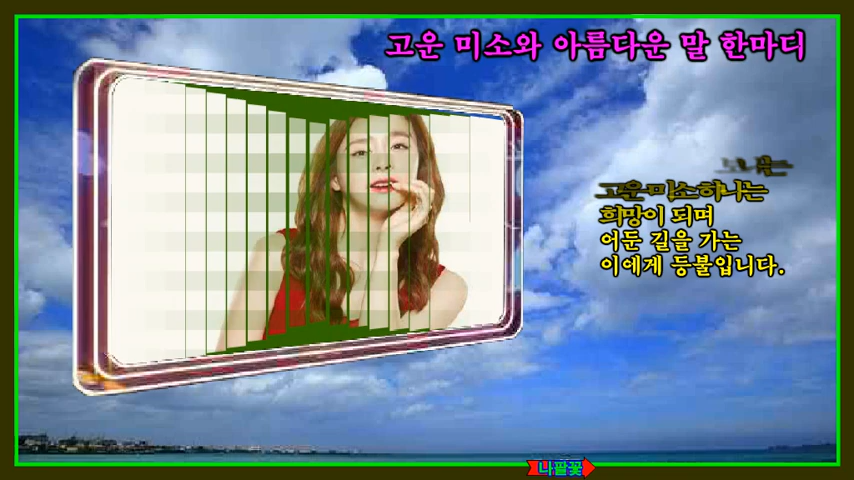 고운 미소와 아름다운 말 한마디
고운 미소 하나는
희망이 되며
어둔 길을 가는
이에게 등불입니다.
나팔꽃